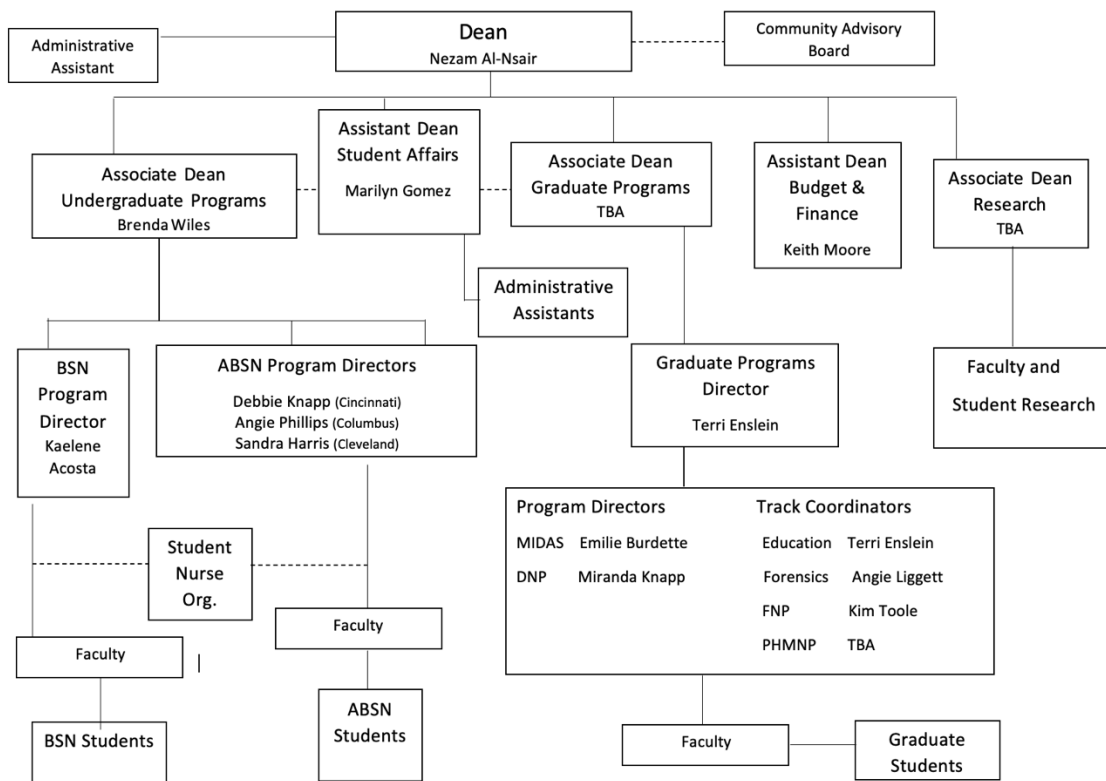 Dean
Nezam Al-Nsair
Administrative
Assistant
Community Advisory
Board
Associate Dean
Undergraduate Programs
Brenda Wiles
Assistant Dean
Student Affairs
Marilyn Gomez
Associate Dean
Graduate Programs
TBA
Assistant Dean
Budget &
Finance
Keith Moore
Associate Dean
Research
TBA
Administrative
Assistants
BSN
Program
Director
Kaelene
Acosta
ABSN Program Directors
Debbie Knapp (Cincinnati)
Angie Phillips (Columbus)
Sandra Harris (Cleveland)
Graduate Programs
Director
Terri Enslein
Faculty and
Student Research
Program Directors
MIDAS Emilie Burdette
DNP Miranda Knapp
Track Coordinators
Education Terri Enslein
Forensics Angie Liggett
FNP Kim Toole
PHMNP TBA
Student
Nurse
Org.
Faculty
Faculty
BSN Students
ABSN
Students
Faculty
Graduate
Students